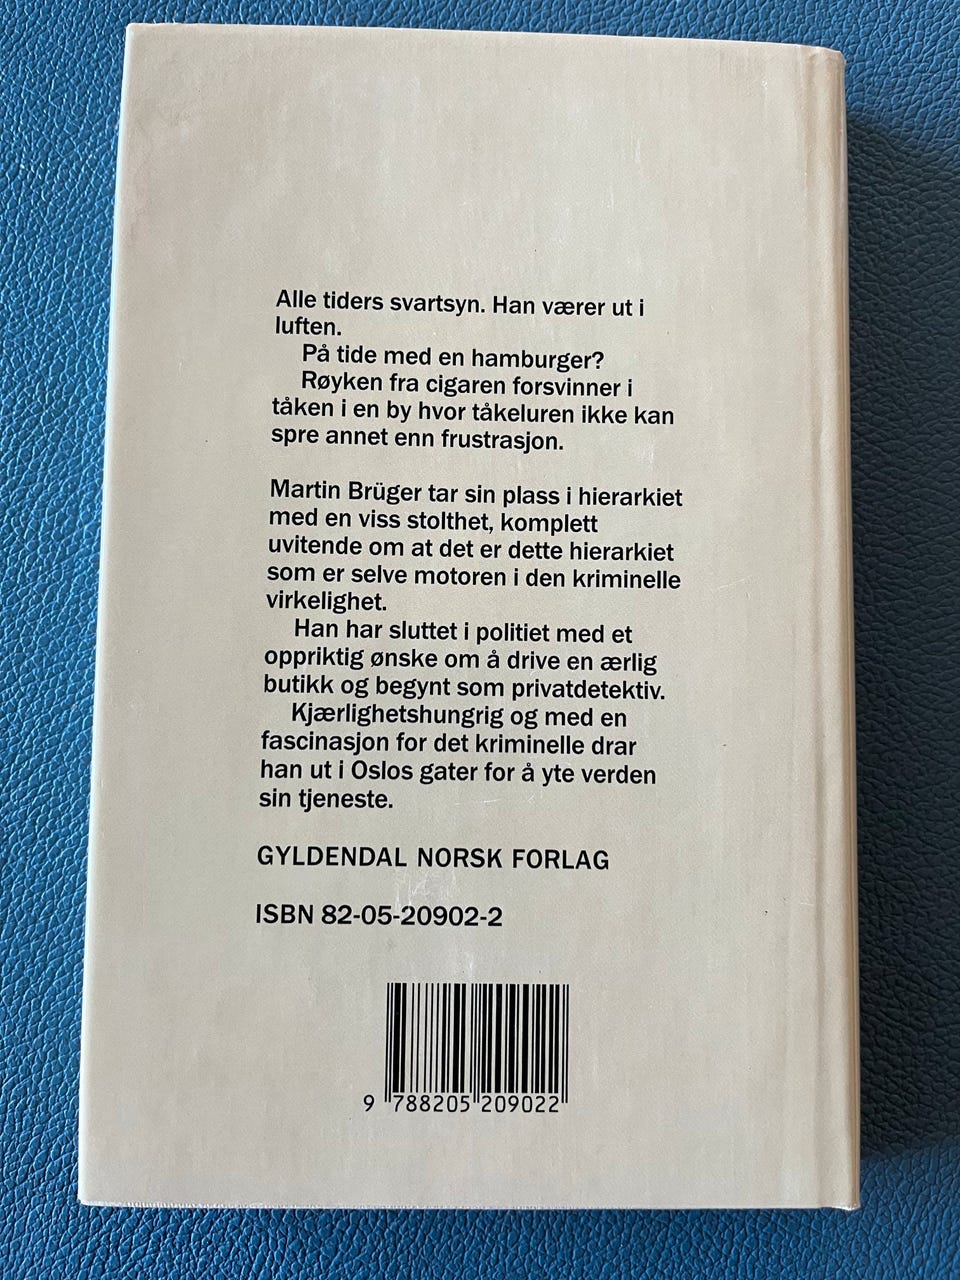 Alle tiders svartsyn. Han værer ut i
luften.
På tide med en hamburger?
Røyken fra cigaren forsvinner i
tåken i en by hvor tåkeluren ikke kan
spre annet enn frustrasjon.
Martin Brüger tar sin plass i hierarkiet
med en viss stolthet, komplett
uvitende om at det er dette hierarkiet
som er selve motoren i den kriminelle
virkelighet.
Han har sluttet i politiet med et
oppriktig ønske om å drive en ærlig
butikk og begynt som privatdetektiv.
Kjærlighetshungrig og med en
fascinasjon for det kriminelle drar
han ut i Oslos gater for å yte verden
sin tjeneste.
GYLDENDAL NORSK FORLAG
ISBN 82-05-20902-2
9 788205 209022